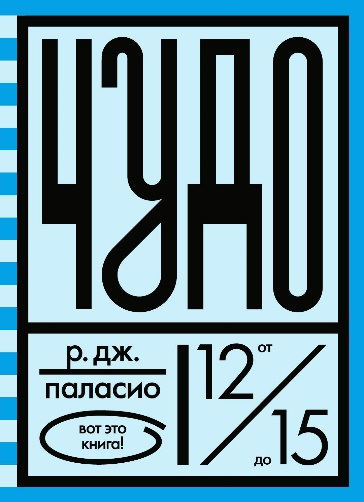 ЧУДО
р. дж.
паласио
вот это
книга!
от
12
до
15